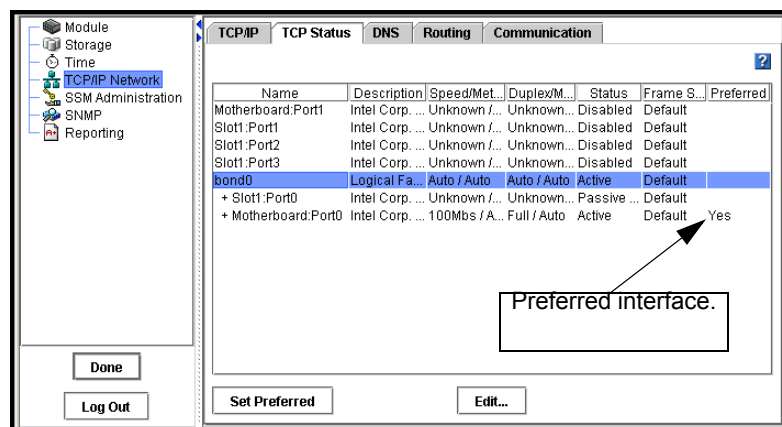 Module
Storage
Time
TCP/IP Network
SSM Administration
SNMP
Reporting
Done
Log Out
TCP/IP TCP Status DNS Routing Communication
?
Name Description Speed/Met... Duplex/M... Status Frame S... Preferred
Motherboard:Port1 Intel Corp. ... Unknown /... Unknown... Disabled Default
Slot1:Port1 Intel Corp. ... Unknown /... Unknown... Disabled Default
Slot1:Port2 Intel Corp. ... Unknown /... Unknown... Disabled Default
Slot1:Port3 Intel Corp. ... Unknown /... Unknown... Disabled Default
bond0 Logical Fa... Auto / Auto Auto / Auto Active Default
+ Slot1:Port0 Intel Corp. ... Unknown /... Unknown... Passive ... Default
+ Motherboard:Port0 Intel Corp. ... 100Mbs / A... Full / Auto Active Default Yes
Preferred interface.
Set Preferred Edit...